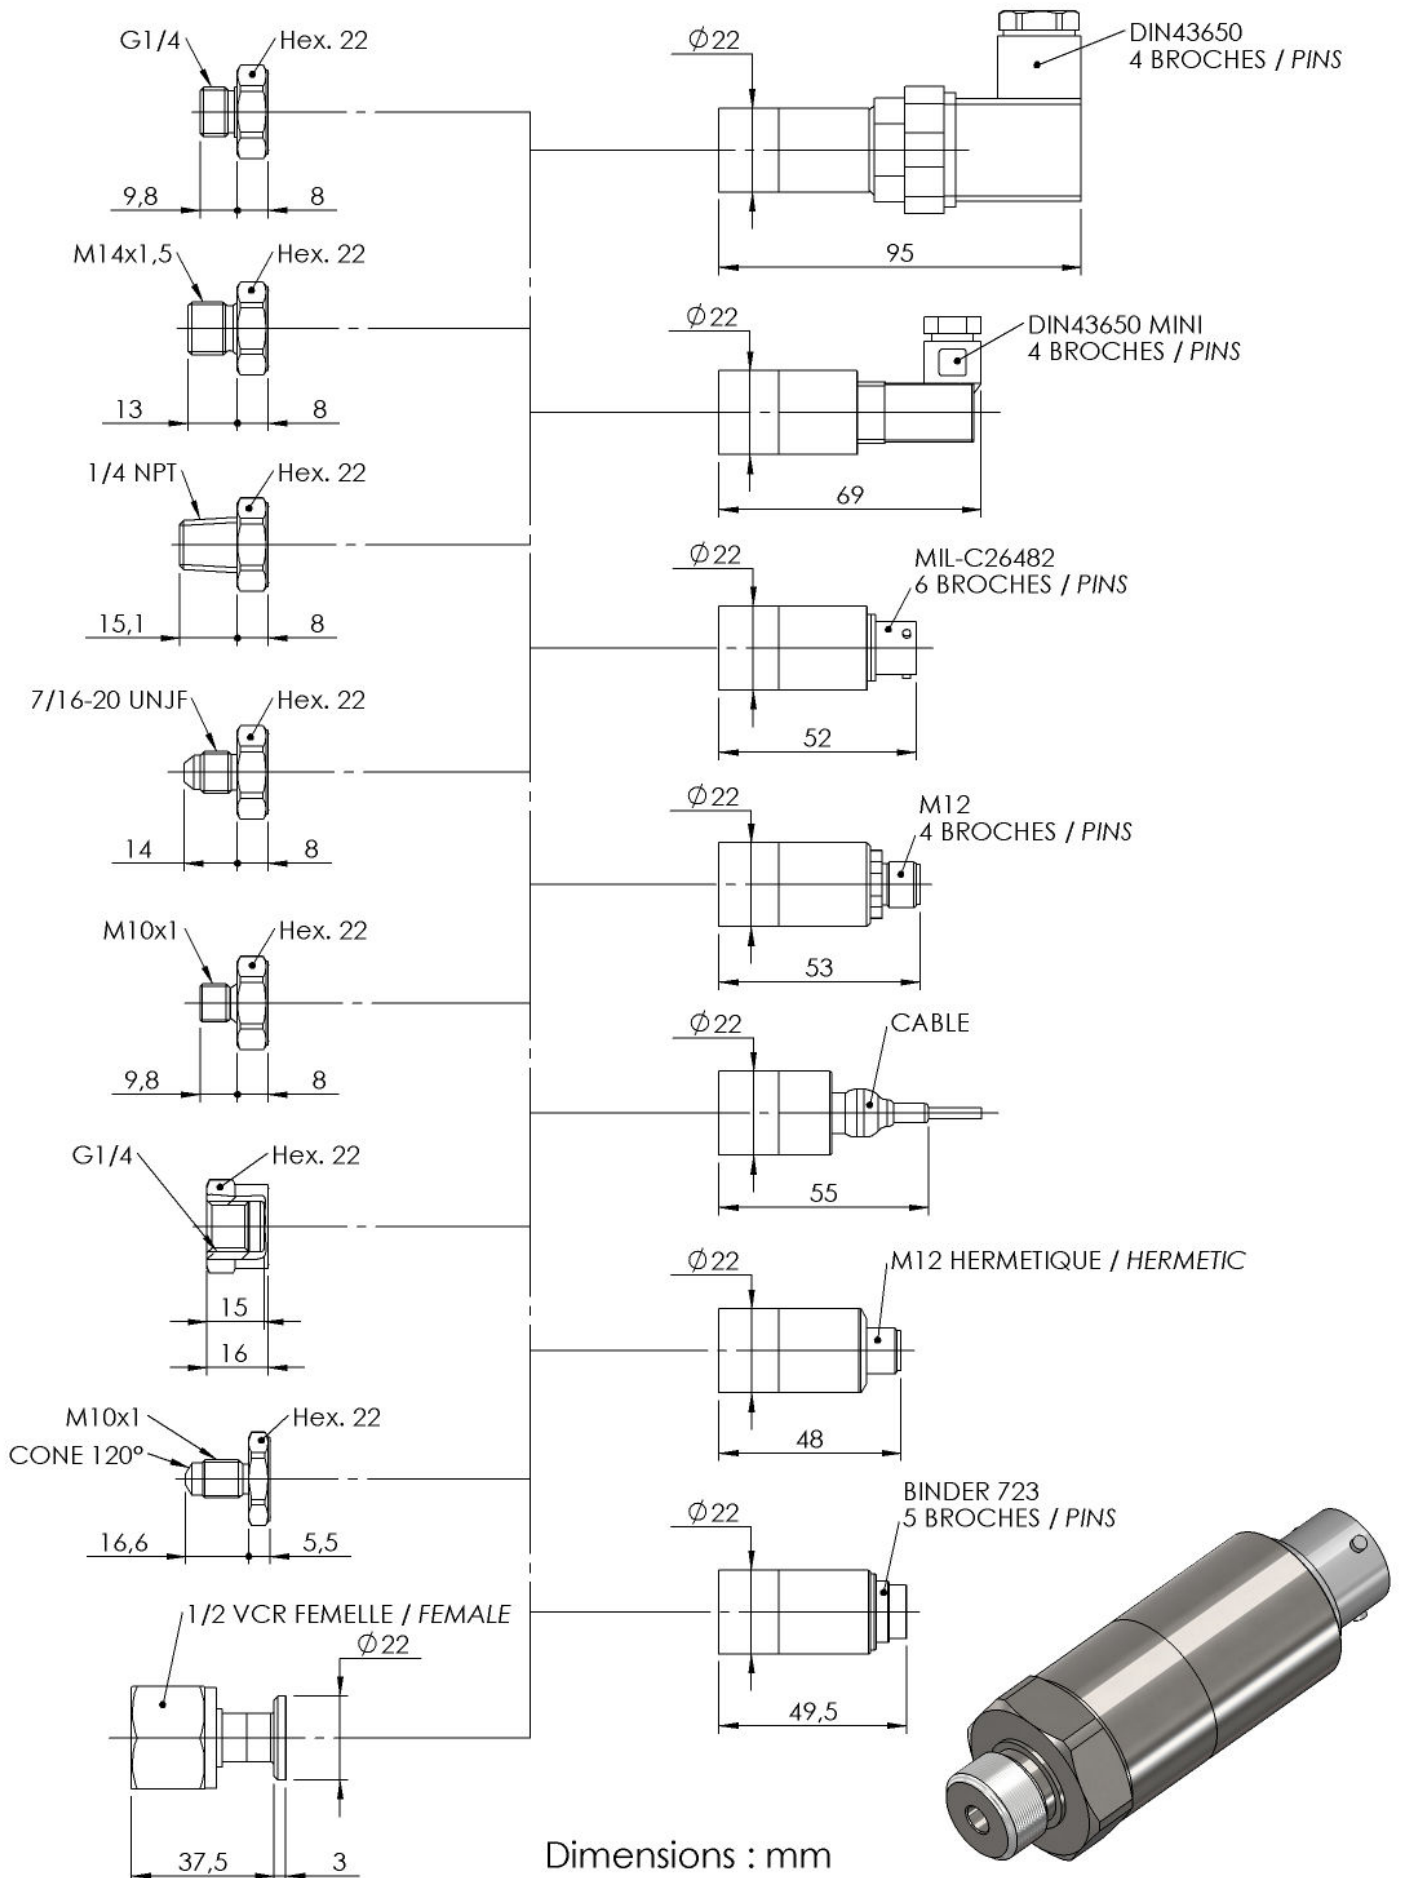 G1/4
Hex. 22
9,8
8
M14x1,5
Hex. 22
13
8
1/4 NPT
Hex. 22
15,1
8
7/16-20 UNJF
Hex. 22
14
8
M10x1
Hex. 22
9,8
8
G1/4
Hex. 22
15
16
M10x1
Hex. 22
CONE 120°
16,6
5,5
1/2 VCR FEMELLE / FEMALE
Ø22
37,5
3
Ø22
DIN43650
4 BROCHES / PINS
95
Ø22
DIN43650 MINI
4 BROCHES / PINS
69
Ø22
MIL-C26482
6 BROCHES / PINS
52
Ø22
M12
4 BROCHES / PINS
53
Ø22
CABLE
55
Ø22
M12 HERMETIQUE / HERMETIC
48
Ø22
BINDER 723
5 BROCHES / PINS
49,5
Dimensions : mm